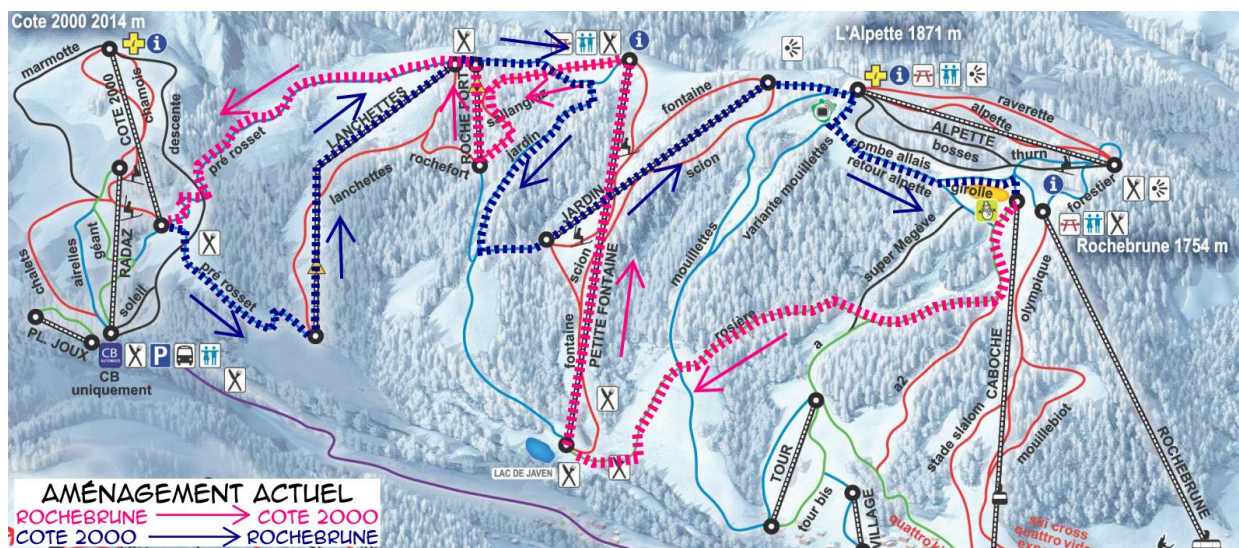 Cote 2000 2014 m
L'Alpette 1871 m
marmotte
COTE 2000
chamois
descente
LANCHETTES
pré rosset
ROCHEFORT
rochefort
lanchettes
jardin
fontaine
JARDIN
scion
scion
PETITE FONTAINE
fontaine
mouillettes
variante mouillettes
combe allais
retour alpette
ALPETTE
bosses
thurn
alpette
raverette
forestier
girolle
Rochebrune 1754 m
super Megève
olympique
chalets
airelles
géant
RADAZ
soleil
pré rosset
PL. JOUX
CB
CB
uniquement
P
rosière
a
a2
CABOCHE
stade slalom
mouillebiot
ROCHEBRUNE
LAC DE JAVEN
TOUR
tour bis
VILLAGE
ski cross
AMÉNAGEMENT ACTUEL
ROCHEBRUNE COTE 2000
COTE 2000 ROCHEBRUNE